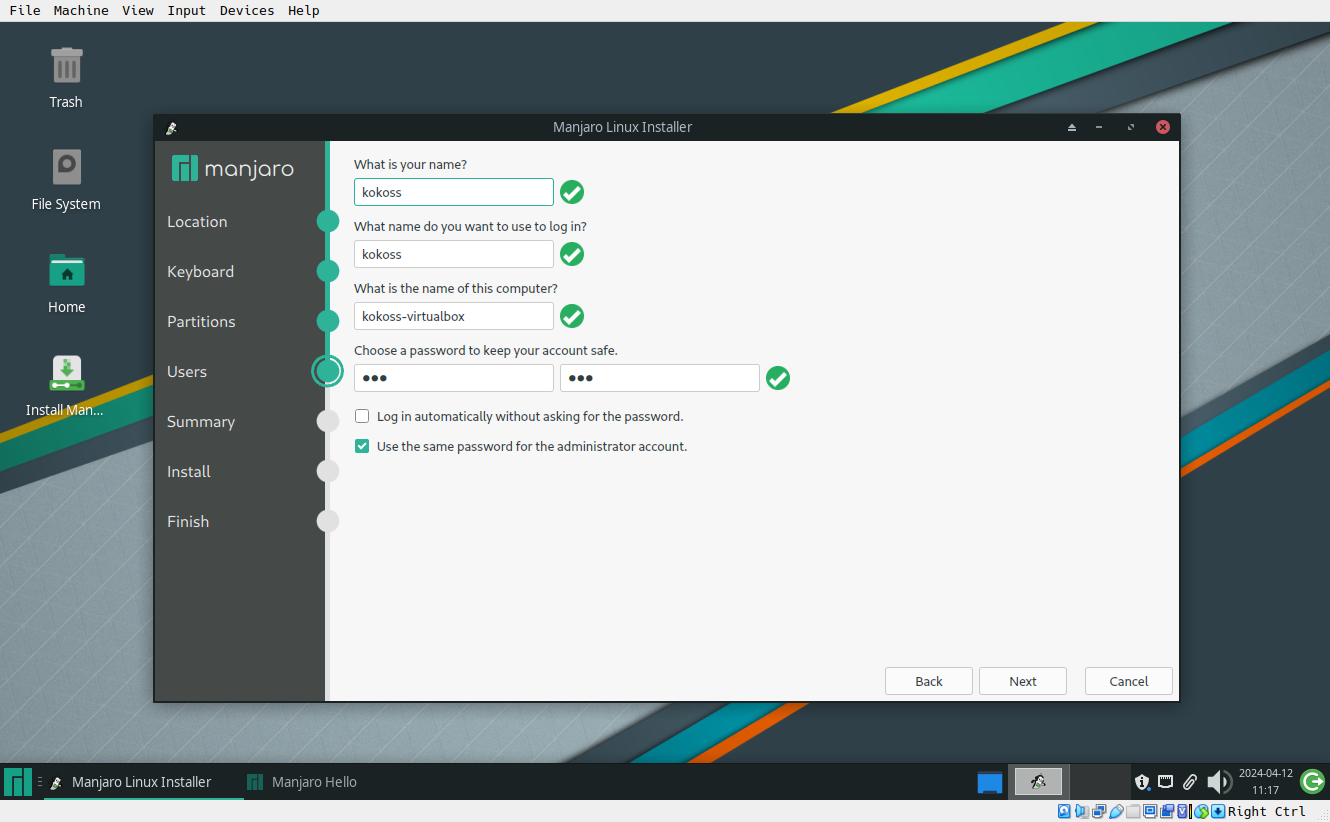 File Machine View Input Devices Help
Trash
File System
Home
Install Man...
Manjaro Linux Installer
manjaro
Location
Keyboard
Partitions
Users
Summary
Install
Finish
What is your name?
kokoss
What name do you want to use to log in?
kokoss
What is the name of this computer?
kokoss-virtualbox
Choose a password to keep your account safe.
●●● ●●●
Log in automatically without asking for the password.
Use the same password for the administrator account.
Back Next Cancel
Manjaro Linux Installer Manjaro Hello
2024-04-12
11:17
Right Ctrl